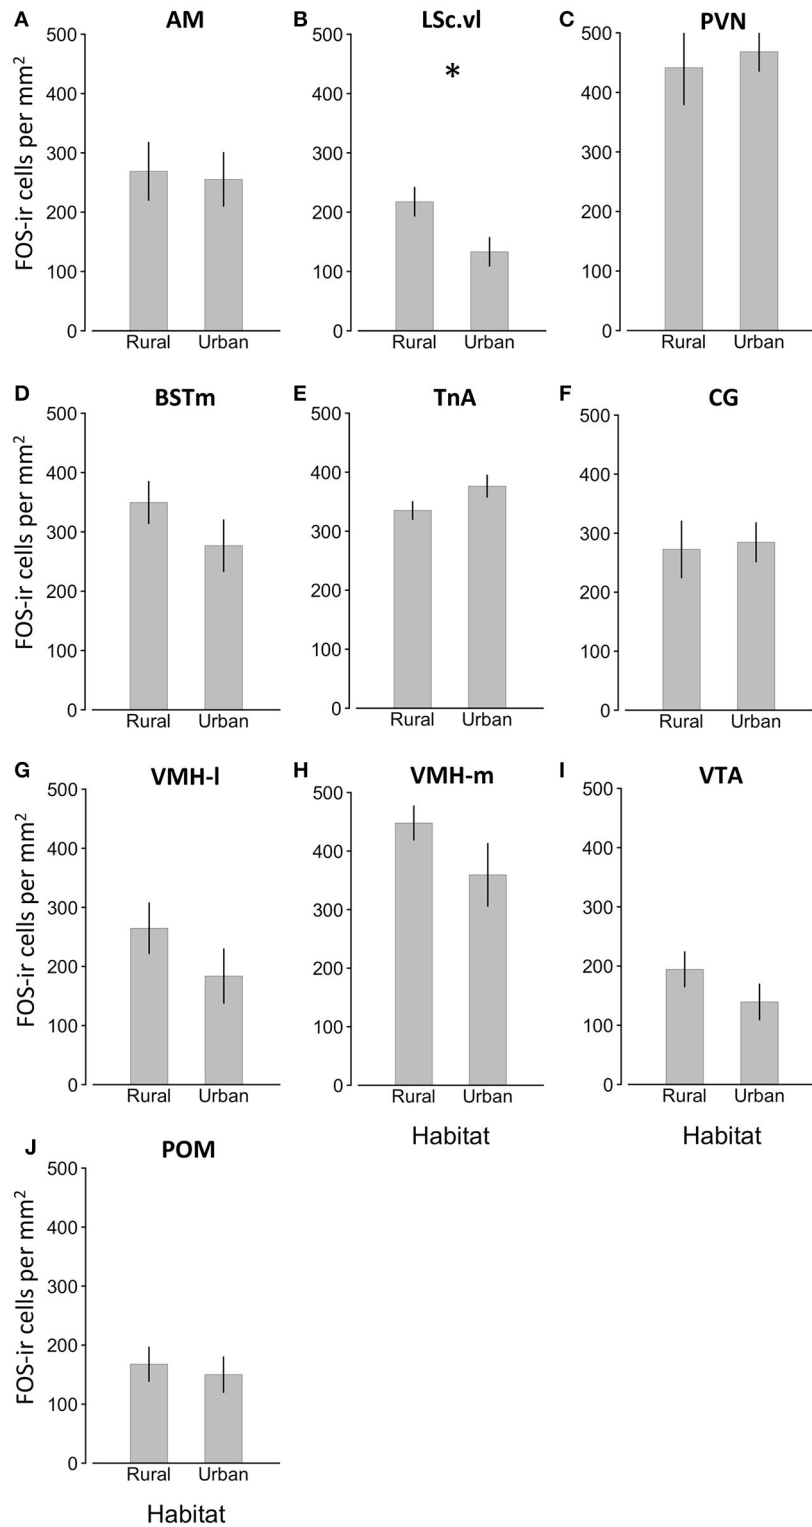 A AM
FOS-ir cells per mm²
500
400
300
200
100
0
Rural Urban
B LSc.vl
*
500
400
300
200
100
0
Rural Urban
C PVN
500
400
300
200
100
0
Rural Urban
D BSTm
FOS-ir cells per mm²
500
400
300
200
100
0
Rural Urban
E TnA
500
400
300
200
100
0
Rural Urban
F CG
500
400
300
200
100
0
Rural Urban
G VMH-l
FOS-ir cells per mm²
500
400
300
200
100
0
Rural Urban
H VMH-m
500
400
300
200
100
0
Rural Urban
Habitat
I VTA
500
400
300
200
100
0
Rural Urban
Habitat
J POM
FOS-ir cells per mm²
500
400
300
200
100
0
Rural Urban
Habitat